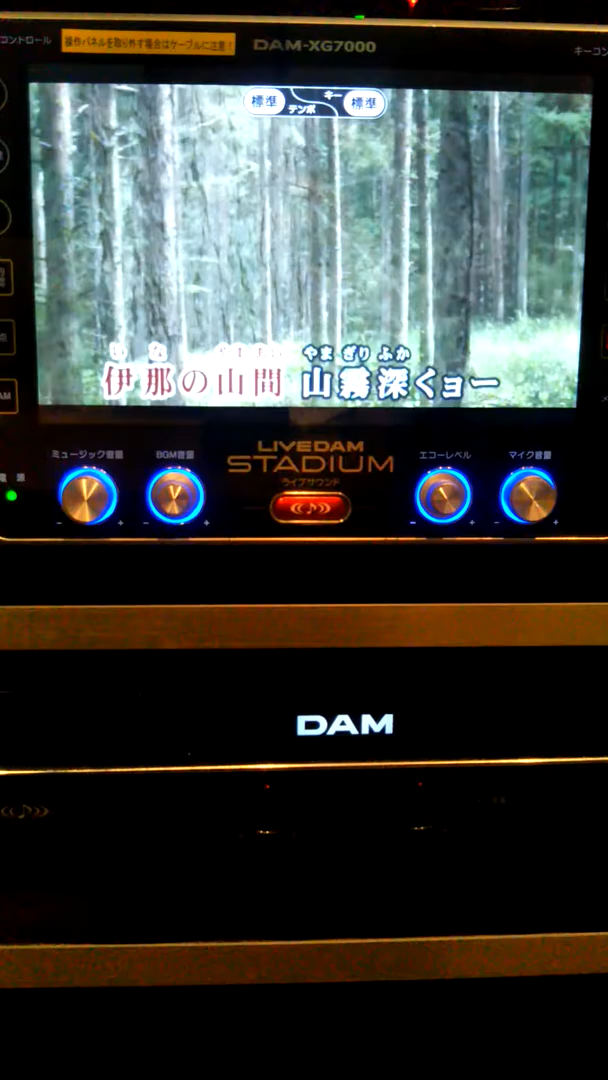 コントロール
操作パネルを取り外す場合はケーブルに注意！
DAM-XG7000
キーコン
標準
テンポ
キー
標準
いな やまあい やまぎりふか
伊那の山間 山霧深くョー
LIVEDAM
STADIUM
ミュージック音量
BGM音量
ライブサウンド
エコーレベル
マイク音量
電源
- +
- +
- +
- +
DAM